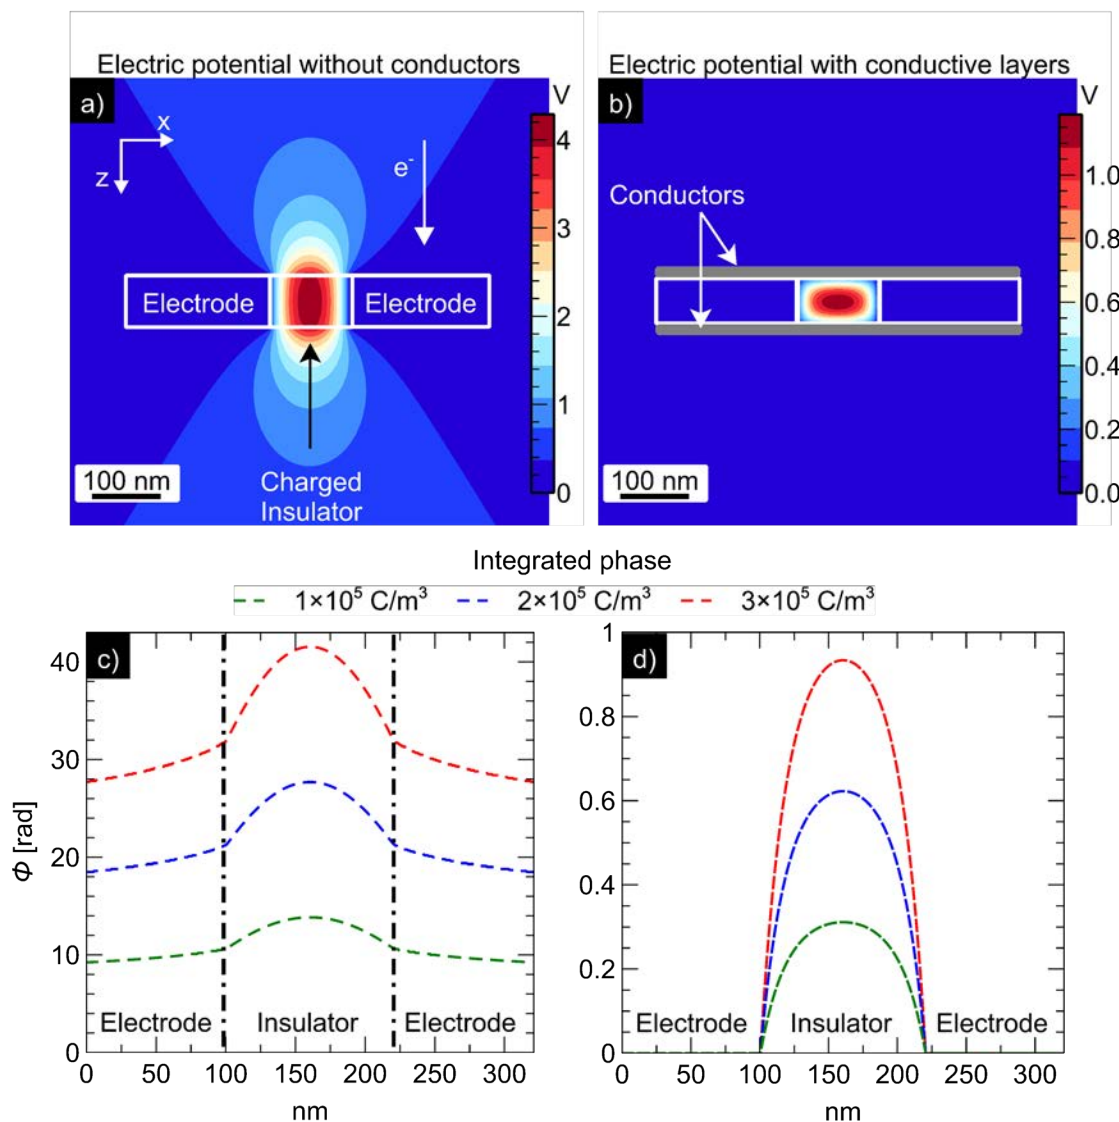 Electric potential without conductors
a)
V
X
Z
e⁻
4
3
2
1
0
Electrode
Electrode
100 nm
Charged
Insulator
Electric potential with conductive layers
b)
V
Conductors
1.0
0.8
0.6
0.4
0.2
0.0
100 nm
Integrated phase
1×10⁵ C/m³ 2×10⁵ C/m³ 3×10⁵ C/m³
c)
Φ [rad]
40
30
20
10
0
Electrode Insulator Electrode
0 50 100 150 200 250 300
nm
d)
1
0.8
0.6
0.4
0.2
0
Electrode Insulator Electrode
0 50 100 150 200 250 300
nm